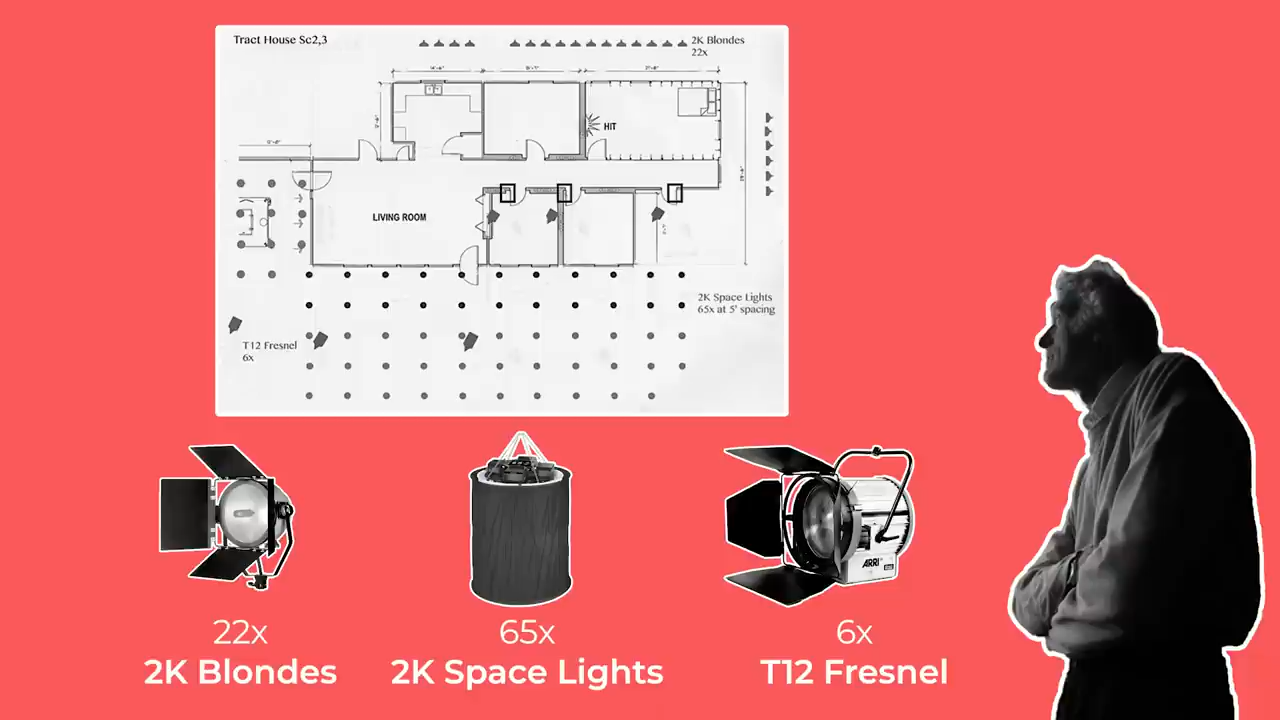 Tract House Sc2,3
2K Blondes
22x
HIT
LIVING ROOM
2K Space Lights
65x at 5' spacing
T12 Fresnel
6x
ARRI
22x
2K Blondes
65x
2K Space Lights
6x
T12 Fresnel